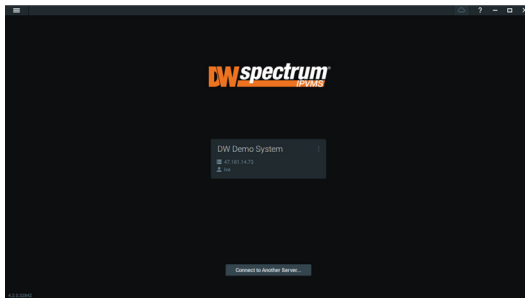 ?
DW spectrum®
IPVMS
DW Demo System
47.181.14.73
Connect to Another Server...